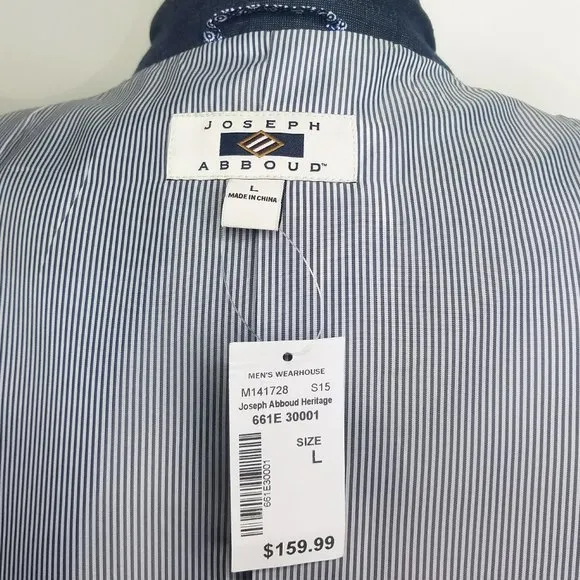 JOSEPH
ABBOUD™
L
MADE IN CHINA
MEN'S WEARHOUSE
M141728 S15
Joseph Abboud Heritage
661E 30001
SIZE
L
661E30001
$159.99